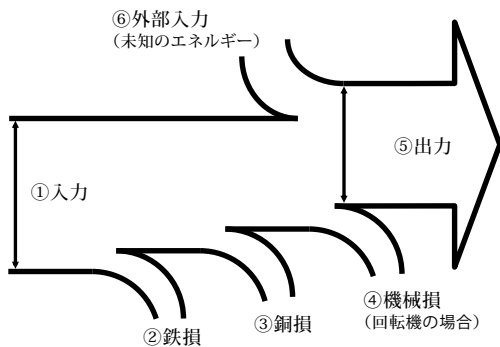 ⑥外部入力
（未知のエネルギー）
①入力
⑤出力
②鉄損
③銅損
④機械損
（回転機の場合）